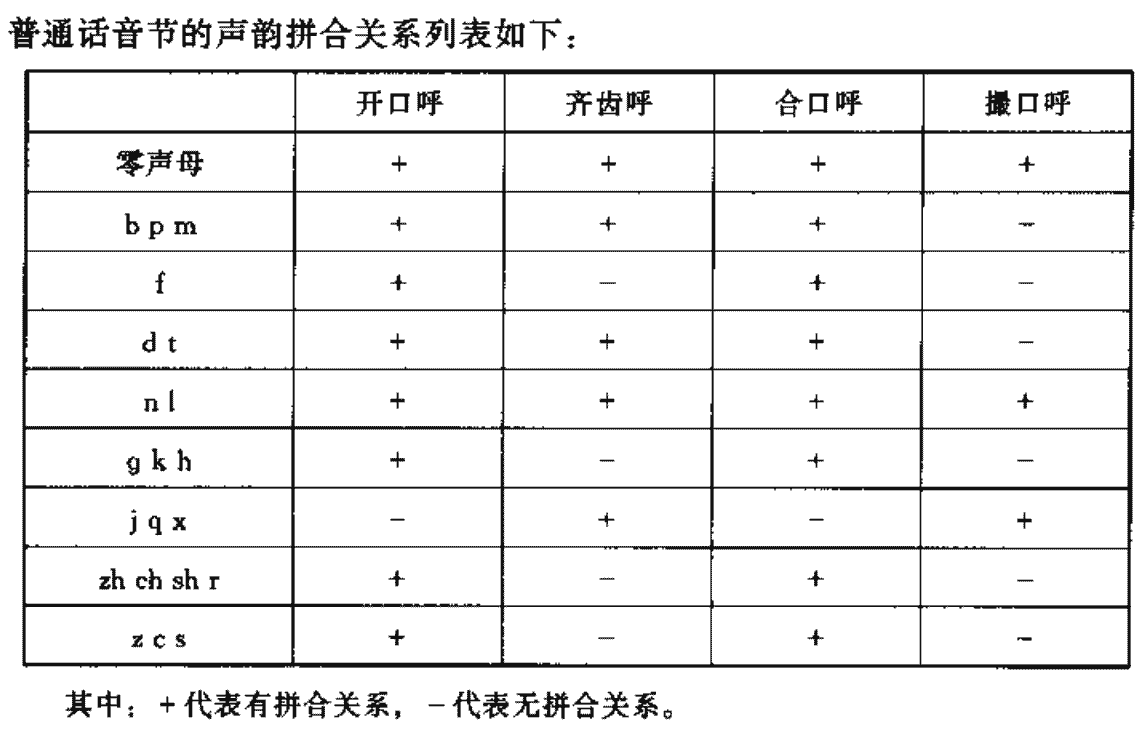 普通话音节的声韵拼合关系列表如下：
开口呼 齐齿呼 合口呼 撮口呼
零声母 + + + +
b p m + + + -
f + - + -
d t + + + -
n l + + + +
g k h + - + -
j q x - + - +
zh ch sh r + - + -
z c s + - + -
其中：+代表有拼合关系，-代表无拼合关系。